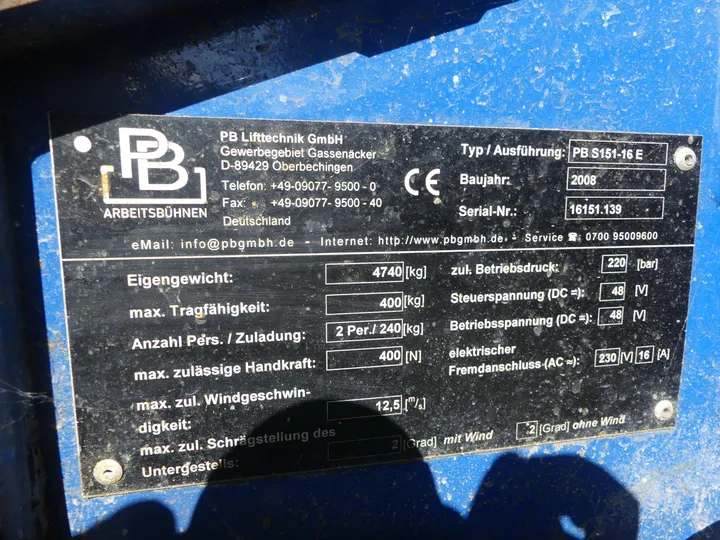 PB
ARBEITSBÜHNEN
PB Lifttechnik GmbH
Gewerbegebiet Gassenäcker
D-89429 Oberbechingen
Telefon: +49-09077- 9500 - 0
Fax: +49-09077- 9500 - 40
Deutschland
CE
Typ / Ausführung: PB S151-16 E
Baujahr: 2008
Serial-Nr.: 16151.139
eMail: info@pbgmbh.de - Internet: http://www.pbgmbh.de - Service ☎: 0700 95009600
Eigengewicht: 4740 [kg]
max. Tragfähigkeit: 400 [kg]
Anzahl Pers. / Zuladung: 2 Per./ 240 [kg]
max. zulässige Handkraft: 400 [N]
max. zul. Windgeschwin-
digkeit: 12,5 [m/s]
max. zul. Schrägstellung des
Untergestells: 2 [Grad] mit Wind 2 [Grad] ohne Wind
zul. Betriebsdruck: 220 [bar]
Steuerspannung (DC =): 48 [V]
Betriebsspannung (DC =): 48 [V]
elektrischer
Fremdanschluss (AC ≈): 230 [V] 16 [A]